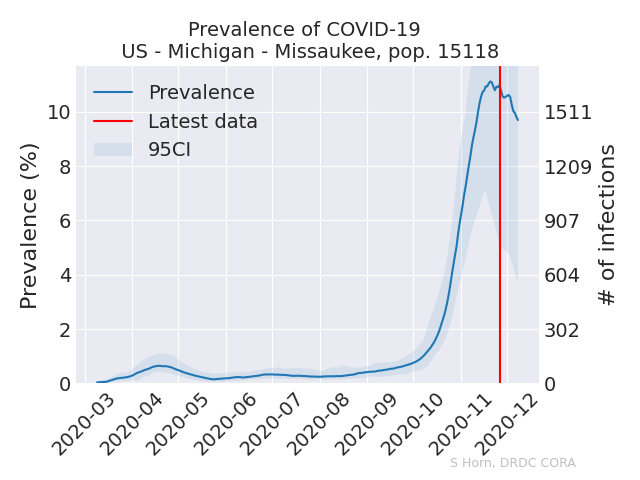 Prevalence of COVID-19
US - Michigan - Missaukee, pop. 15118
Prevalence
Latest data
95CI
Prevalence (%)
10
8
6
4
2
0
1511
1209
907
604
302
0
# of infections
2020-03
2020-04
2020-05
2020-06
2020-07
2020-08
2020-09
2020-10
2020-11
2020-12
S Horn, DRDC CORA